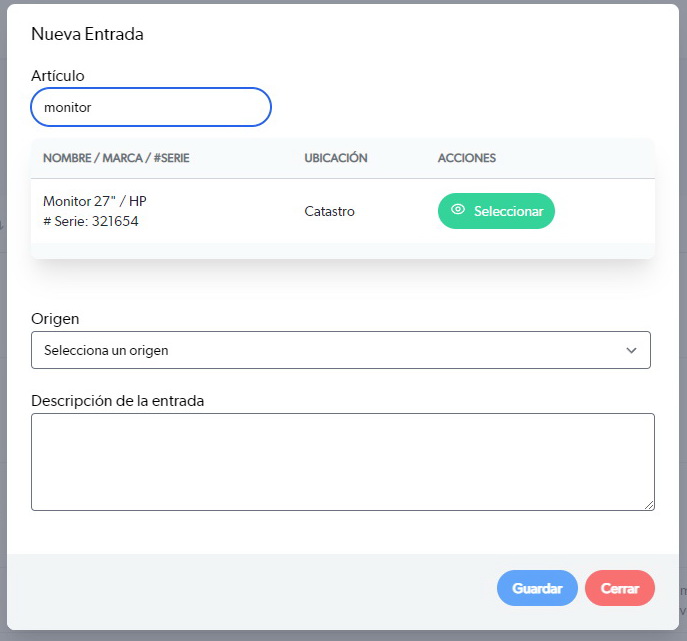 Nueva Entrada
Artículo
monitor
NOMBRE / MARCA / #SERIE UBICACIÓN ACCIONES
Monitor 27" / HP
# Serie: 321654
Catastro
Seleccionar
Origen
Selecciona un origen
Descripción de la entrada
Guardar Cerrar